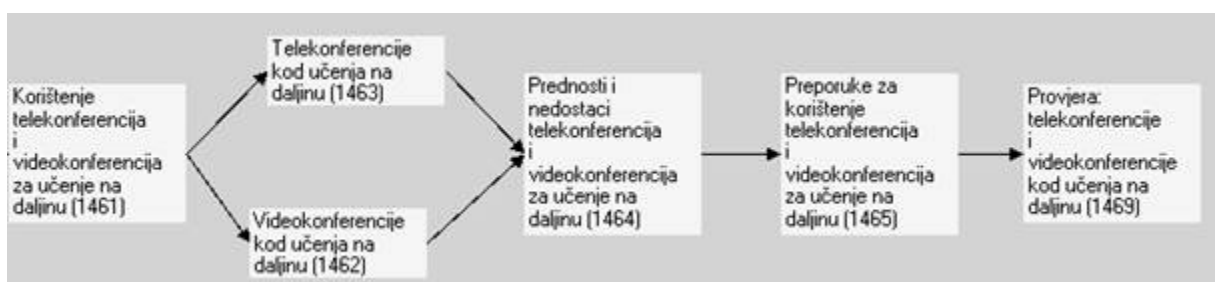 Korištenje
telekonferencija
i
videokonferencija
za učenje na
daljinu (1461)
Telekonferencije
kod učenja na
daljinu (1463)
Videokonferencije
kod učenja na
daljinu (1462)
Prednosti i
nedostaci
telekonferencija
i
videokonferencija
za učenje na
daljinu (1464)
Preporuke za
korištenje
telekonferencija
i
videokonferencija
za učenje na
daljinu (1465)
Provjera:
telekonferencije
i
videokonferencije
kod učenja na
daljinu (1469)